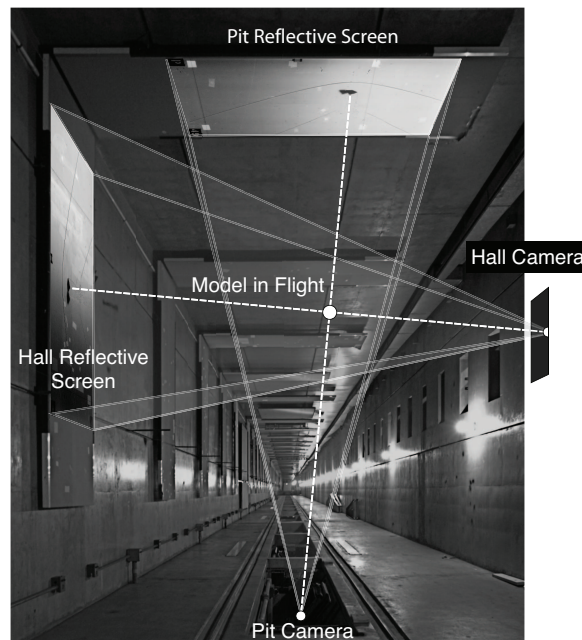 Pit Reflective Screen
Hall Camera
Model in Flight
Hall Reflective
Screen
Pit Camera